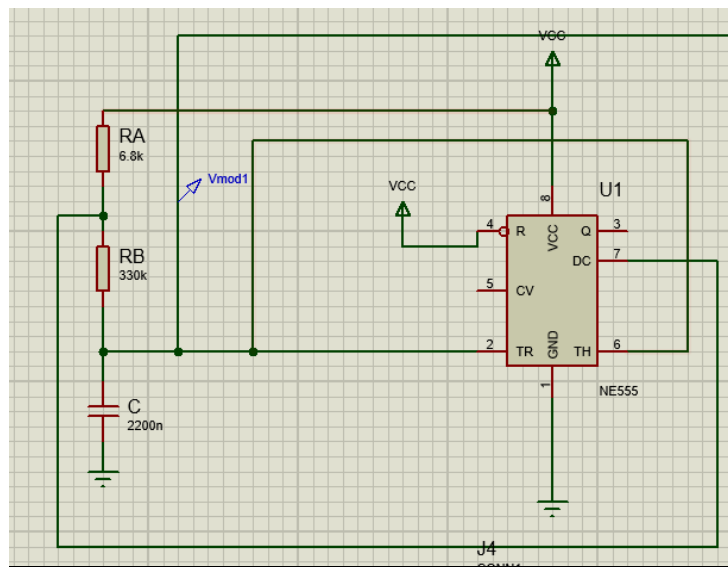 VCC
RA
6.8k
Vmod1
VCC
U1
8
4
R
VCC
Q
3
DC
7
RB
330k
5
CV
2
TR
GND
TH
6
1
NE555
C
2200n
J4
CONN1